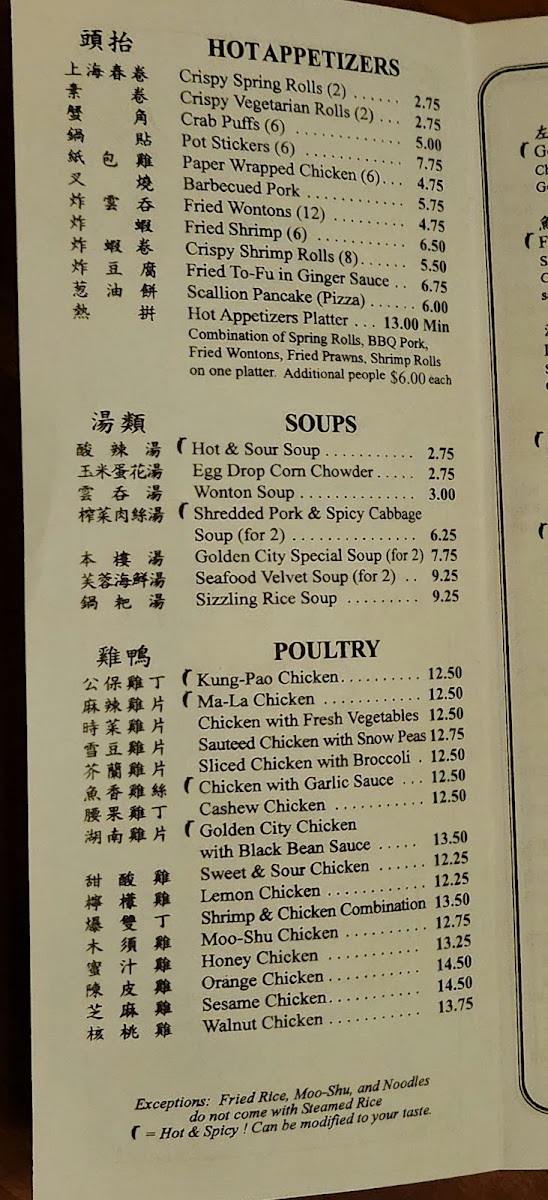 頭抬 HOT APPETIZERS
上海春卷 Crispy Spring Rolls (2) ...... 2.75
素卷 Crispy Vegetarian Rolls (2) ... 2.75
蟹角 Crab Puffs (6) ............ 5.00
鍋貼 Pot Stickers (6) ........... 7.75
紙包雞 Paper Wrapped Chicken (6)... 4.75
叉燒 Barbecued Pork ........... 5.75
炸雲吞 Fried Wontons (12) ......... 4.75
炸蝦 Fried Shrimp (6) .......... 6.50
炸蝦卷 Crispy Shrimp Rolls (8)...... 5.50
炸豆腐 Fried To-Fu in Ginger Sauce .. 6.75
葱油餅 Scallion Pancake (Pizza) ...... 6.00
熱拼 Hot Appetizers Platter ... 13.00 Min
Combination of Spring Rolls, BBQ Pork,
Fried Wontons, Fried Prawns, Shrimp Rolls
on one platter. Additional people $6.00 each
湯類 SOUPS
酸辣湯 Hot & Sour Soup ........... 2.75
玉米蛋花湯 Egg Drop Corn Chowder..... 2.75
雲吞湯 Wonton Soup .............. 3.00
榨菜肉絲湯 Shredded Pork & Spicy Cabbage
Soup (for 2) ............... 6.25
本樓湯 Golden City Special Soup (for 2) 7.75
芙蓉海鮮湯 Seafood Velvet Soup (for 2) .. 9.25
鍋粑湯 Sizzling Rice Soup ......... 9.25
雞鴨 POULTRY
公保雞丁 Kung-Pao Chicken.......... 12.50
麻辣雞片 Ma-La Chicken ............ 12.50
時菜雞片 Chicken with Fresh Vegetables 12.50
雪豆雞片 Sauteed Chicken with Snow Peas 12.75
芥蘭雞片 Sliced Chicken with Broccoli . 12.50
魚香雞絲 Chicken with Garlic Sauce ... 12.50
腰果雞丁 Cashew Chicken ........... 12.50
湖南雞片 Golden City Chicken
with Black Bean Sauce ..... 13.50
甜酸雞 Sweet & Sour Chicken ...... 12.25
檸檬雞 Lemon Chicken ............ 12.25
爆雙丁 Shrimp & Chicken Combination 13.50
木須雞 Moo-Shu Chicken .......... 12.75
蜜汁雞 Honey Chicken ............ 13.25
陳皮雞 Orange Chicken ........... 14.50
芝麻雞 Sesame Chicken........... 14.50
核桃雞 Walnut Chicken ........... 13.75
Exceptions: Fried Rice, Moo-Shu, and Noodles
do not come with Steamed Rice
= Hot & Spicy ! Can be modified to your taste.